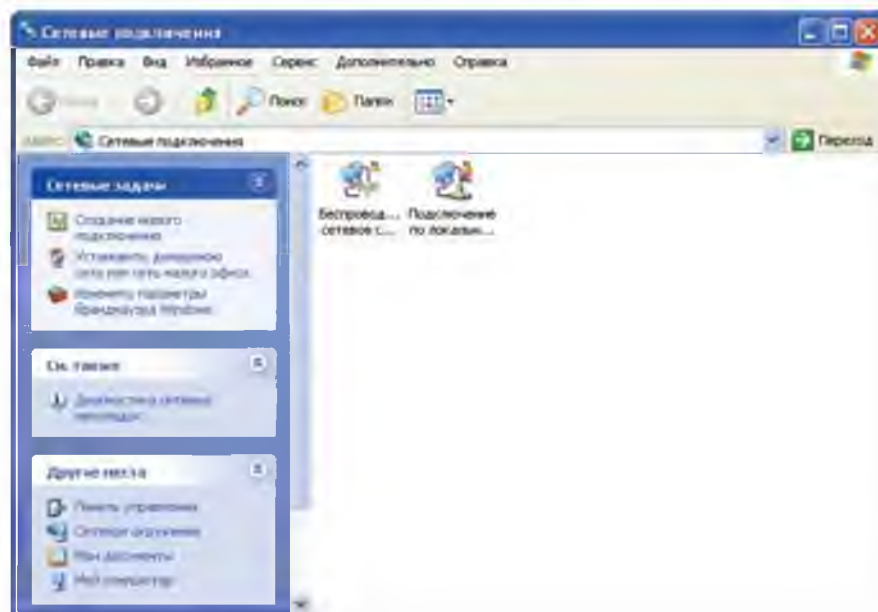 Сетевые подключения
Файл Правка Вид Избранное Сервис Дополнительно Справка
Поиск Папки
Сетевые подключения Переход
Сетевые задачи
Создание нового
подключения
Установить домашнюю
сеть или сеть малого офиса
Изменить параметры
брандмауэра Windows
См. также
Диагностика сетевых
неполадок
Другие места
Панель управления
Сетевое окружение
Мои документы
Мой компьютер
Беспровод...
сетевое с...
Подключение
по локальн...